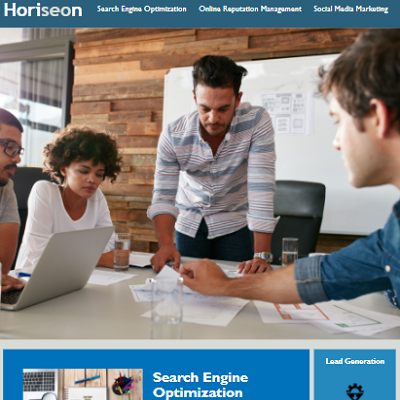 Horiseon
Search Engine Optimization Online Reputation Management Social Media Marketing
Search Engine
Optimization
Lead Generation